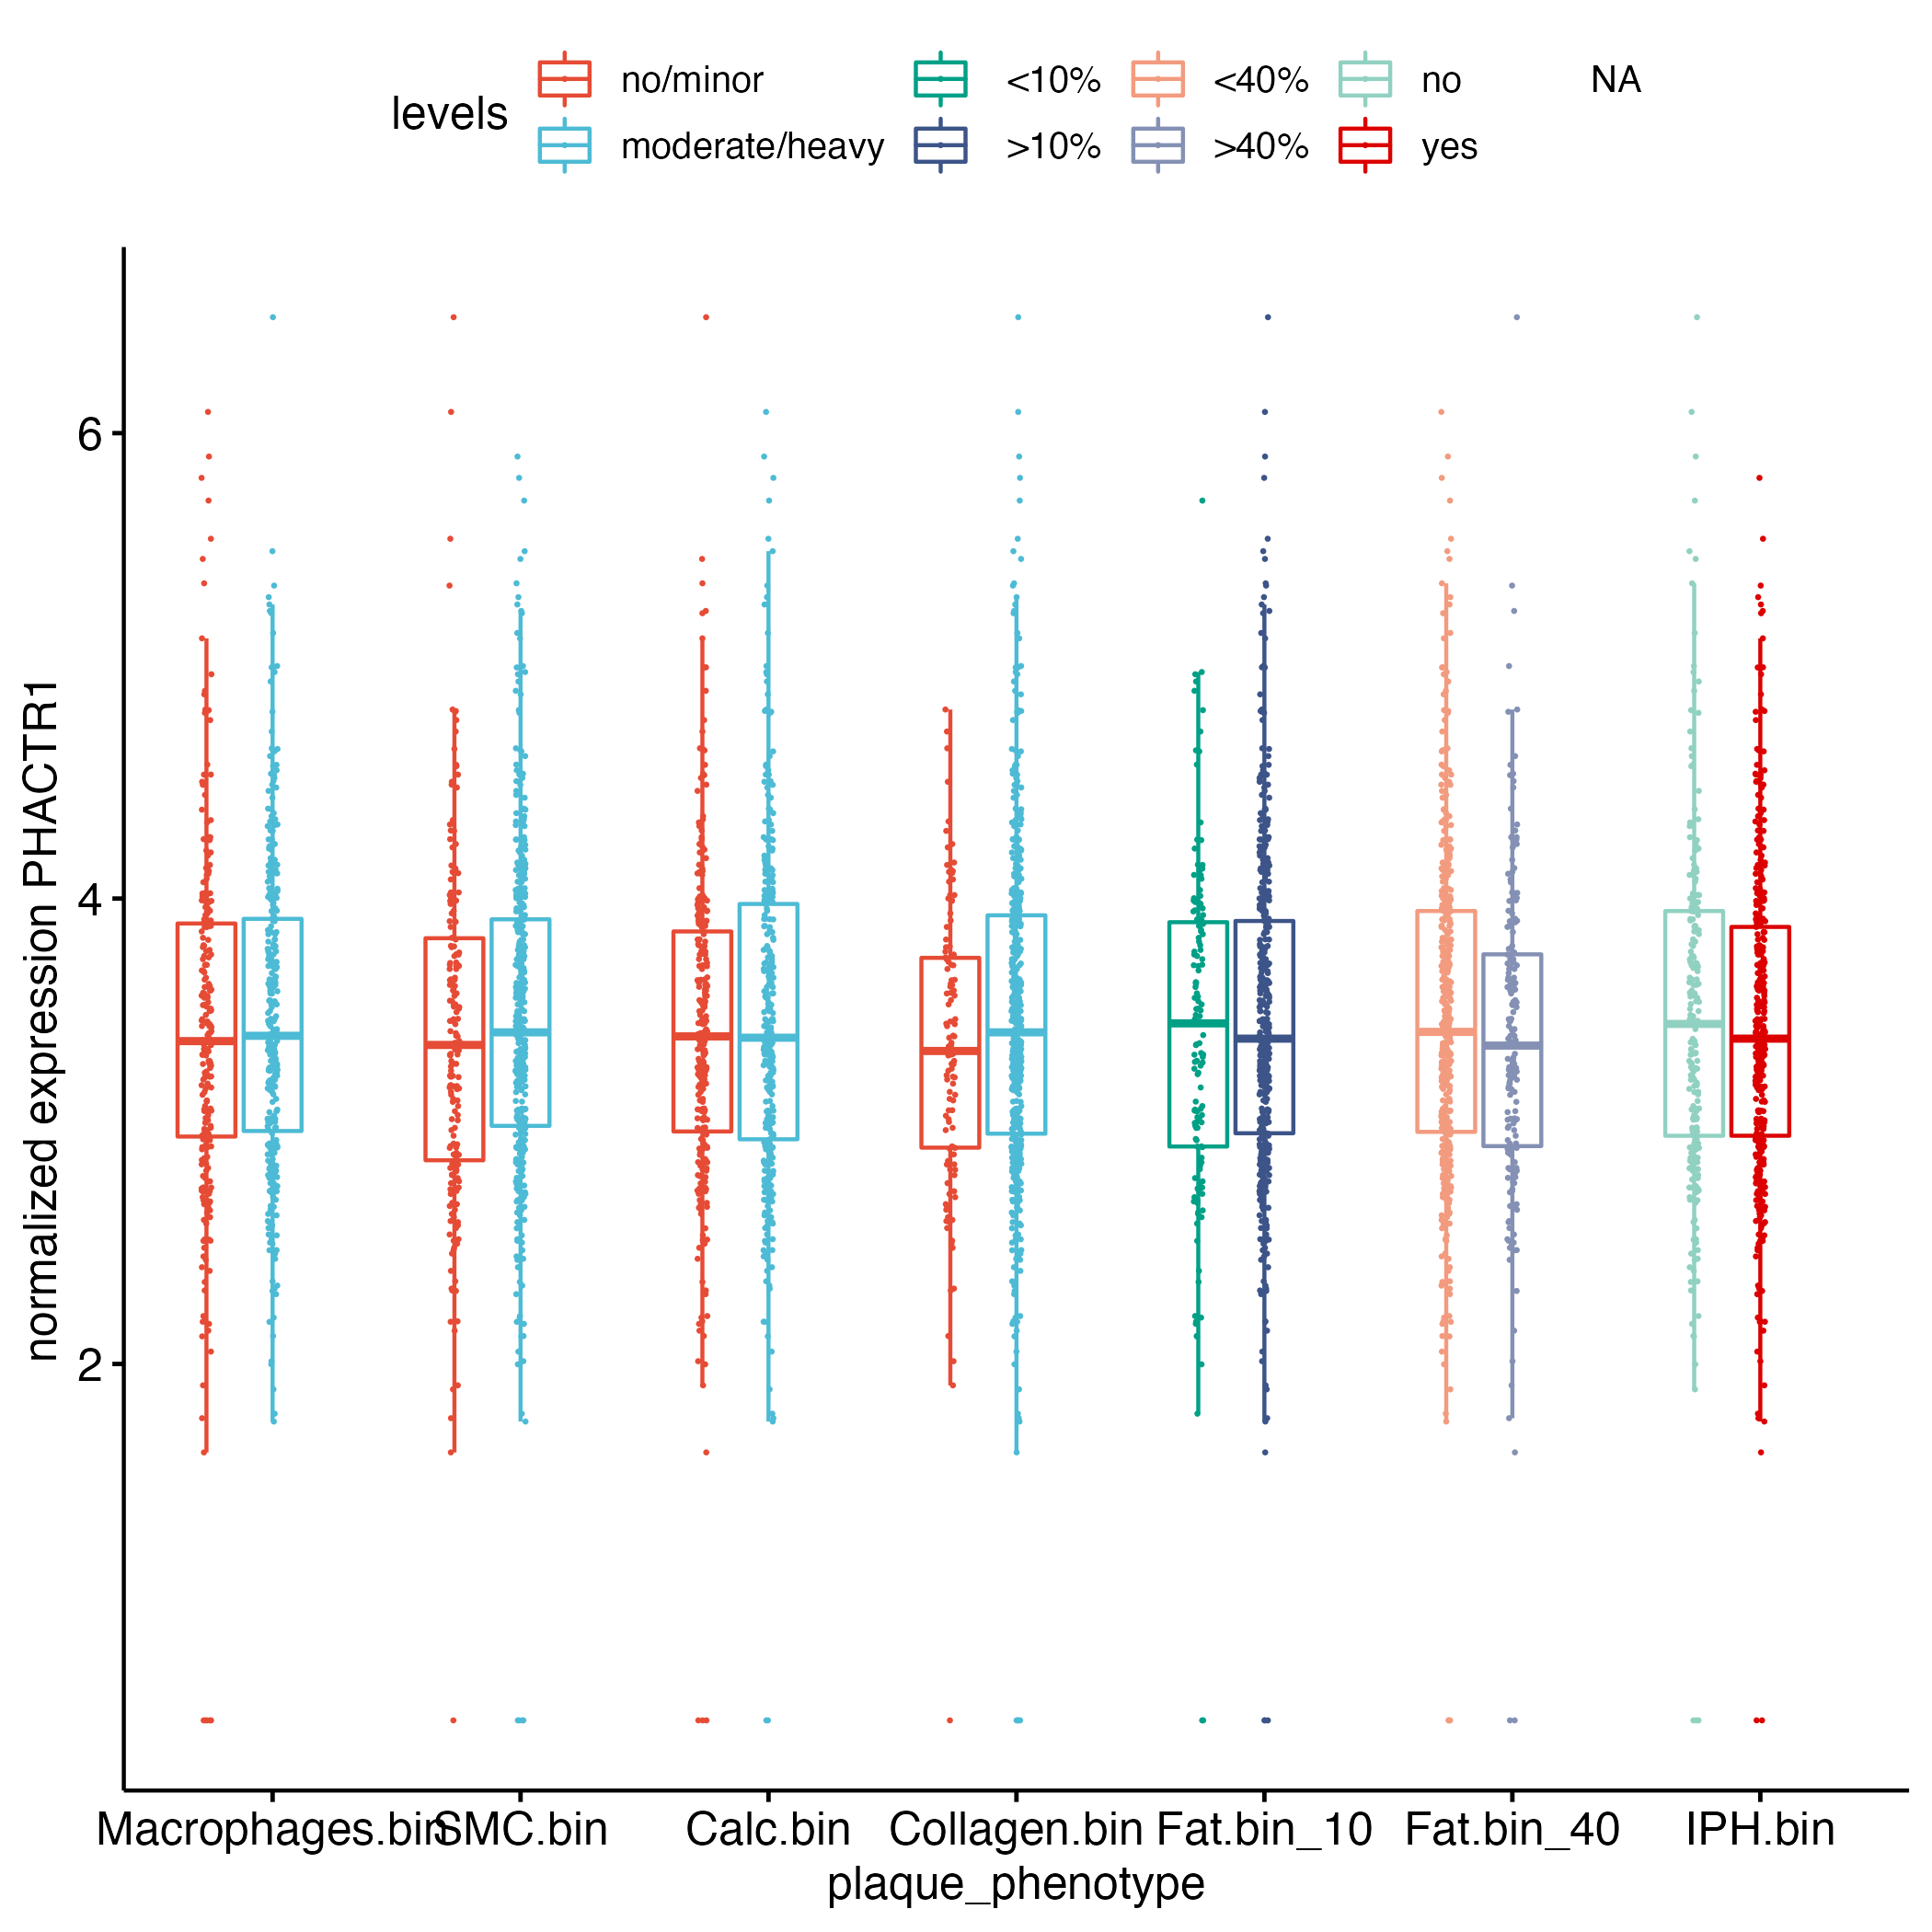 levels
no/minor <10% <40% no NA
moderate/heavy >10% >40% yes
normalized expression PHACTR1
6
4
2
Macrophages.bin SMC.bin Calc.bin Collagen.bin Fat.bin_10 Fat.bin_40 IPH.bin
plaque_phenotype